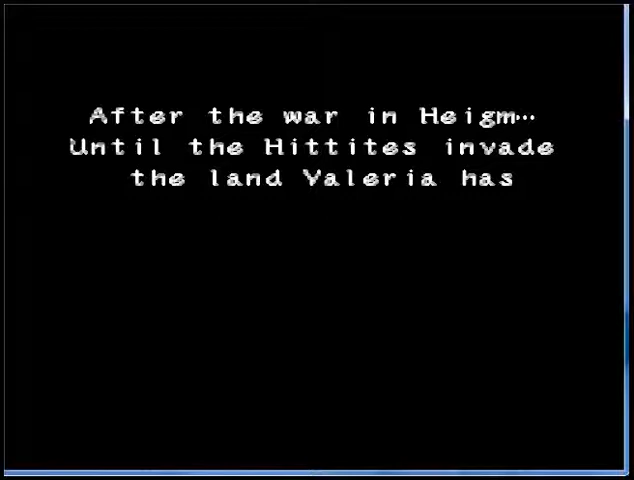 After the war in Heigm…
Until the Hittites invade
the land Valeria has